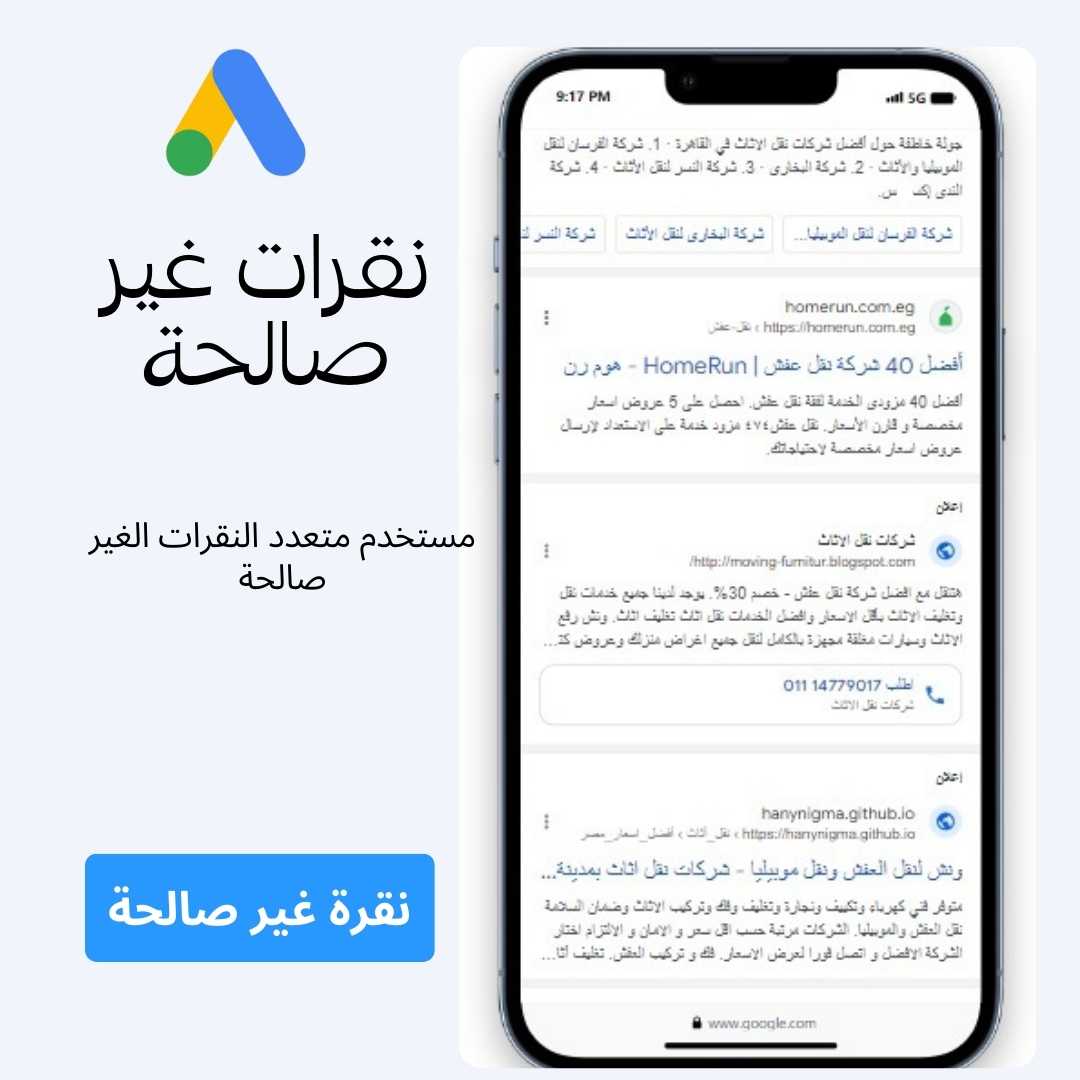 نقرات غير
صالحة
مستخدم متعدد النقرات الغير
صالحة
نقرة غير صالحة
9:17 PM
5G
جولة خاطفة حول أفضل شركات نقل الاثاث في القاهرة · 1. شركة الفرسان لنقل
الموبيليا والأثاث · 2. شركة البخارى · 3. شركة النسر لنقل الأثاث · 4. شركة
الندى إكس س.
شركة الفرسان لنقل الموبيليا...
شركة البخارى لنقل الأثاث
شركة النسر لن
homerun.com.eg
https://homerun.com.eg › نقل-عفش
أفضل 40 شركة نقل عفش | HomeRun - هوم رن
أفضل 40 مزودى الخدمة لفئة نقل عفش. احصل على 5 عروض اسعار
مخصصة و قارن الأسعار. نقل عفش٤٧٤ مزود خدمة على الاستعداد لإرسال
عروض اسعار مخصصة لاحتياجاتك.
إعلان
شركات نقل الاثاث
http://moving-furnitur.blogspot.com/
هتنقل مع افضل شركة نقل عفش - خصم 30%. يوجد لدينا جميع خدمات نقل
وتغليف الاثاث بأقل الاسعار وافضل الخدمات نقل اثاث تغليف اثاث. ونش رفع
الاثاث وسيارات مغلقة مجهزة بالكامل لنقل جميع اغراض منزلك وعروض كت...
اطلب 011 14779017
شركات نقل الاثاث
إعلان
hanynigma.github.io
https://hanynigma.github.io › نقل_أثاث › أفضل_اسعار_مصر
ونش لنقل العفش ونقل موبيليا - شركات نقل اثاث بمدينة...
متوفر فني كهرباء وتكييف ونجارة وتغليف وفك وتركيب الاثاث وضمان السلامة
نقل العفش والموبيليا. الشركات مرتبة حسب اقل سعر و الامان و الالتزام اختار
الشركة الافضل و اتصل فورا لعرض الاسعار. فك و تركيب العفش. تغليف أثا...
www.google.com